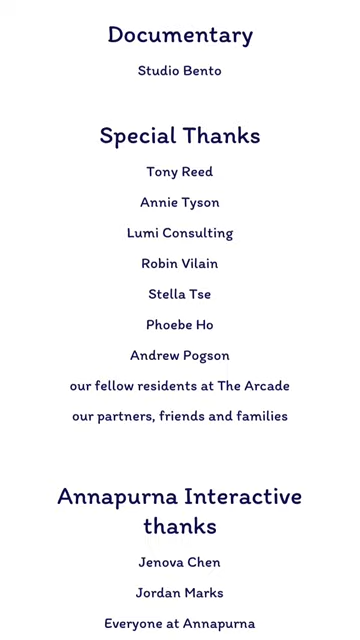 Documentary
Studio Bento
Special Thanks
Tony Reed
Annie Tyson
Lumi Consulting
Robin Vilain
Stella Tse
Phoebe Ho
Andrew Pogson
our fellow residents at The Arcade
our partners, friends and families
Annapurna Interactive
thanks
Jenova Chen
Jordan Marks
Everyone at Annapurna